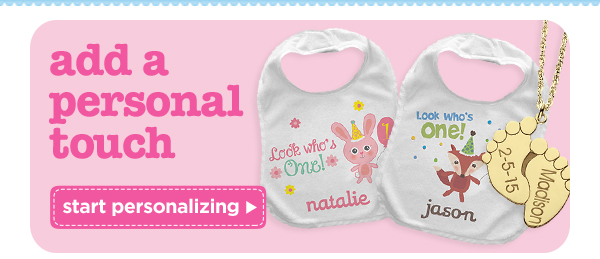 add a
personal
touch
start personalizing
Look who's
One!
natalie
1
Look who's
one!
jason
2-5-15
Madison